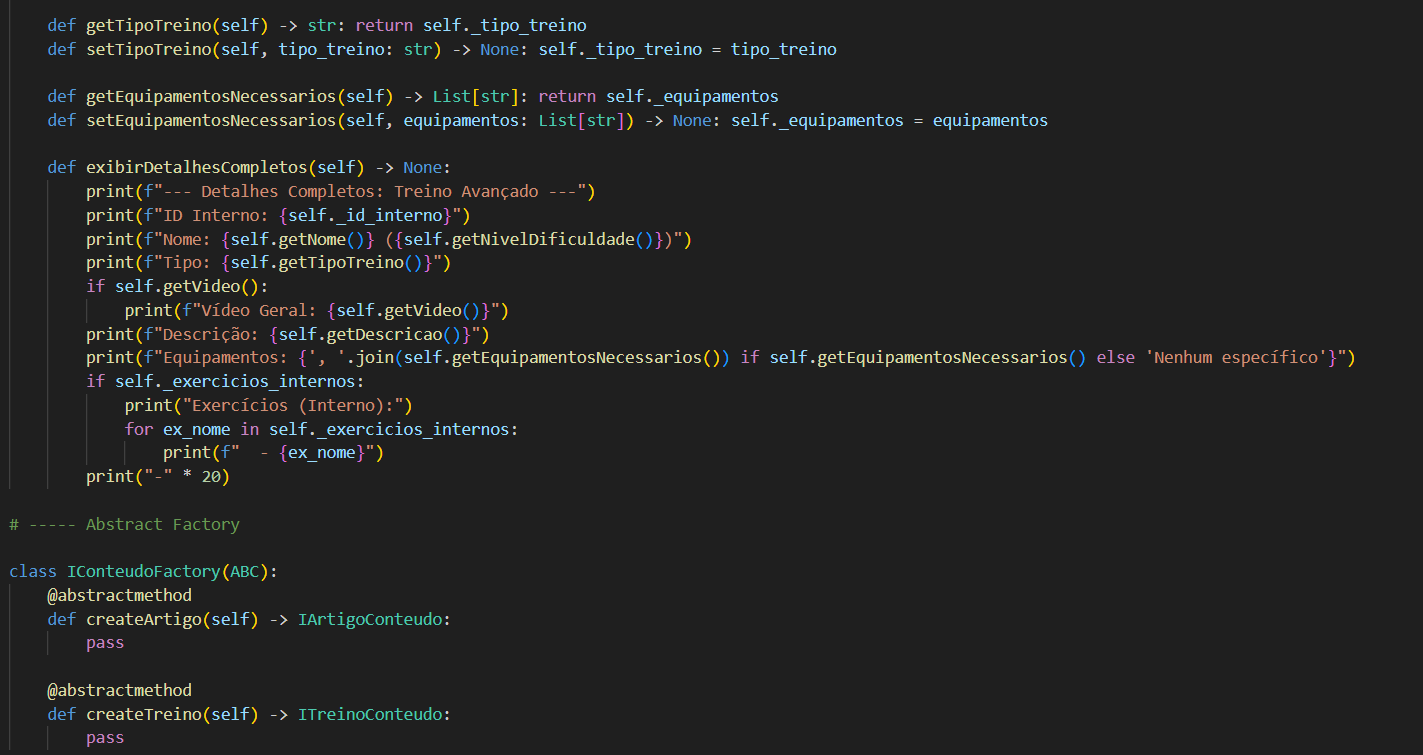 def getTipoTreino(self) -> str: return self._tipo_treino
    def setTipoTreino(self, tipo_treino: str) -> None: self._tipo_treino = tipo_treino

    def getEquipamentosNecessarios(self) -> List[str]: return self._equipamentos
    def setEquipamentosNecessarios(self, equipamentos: List[str]) -> None: self._equipamentos = equipamentos

    def exibirDetalhesCompletos(self) -> None:
        print(f"--- Detalhes Completos: Treino Avançado ---")
        print(f"ID Interno: {self._id_interno}")
        print(f"Nome: {self.getNome()} ({self.getNivelDificuldade()})")
        print(f"Tipo: {self.getTipoTreino()}")
        if self.getVideo():
            print(f"Vídeo Geral: {self.getVideo()}")
        print(f"Descrição: {self.getDescricao()}")
        print(f"Equipamentos: {', '.join(self.getEquipamentosNecessarios()) if self.getEquipamentosNecessarios() else 'Nenhum específico'}")
        if self._exercicios_internos:
            print("Exercícios (Interno):")
            for ex_nome in self._exercicios_internos:
                print(f"  - {ex_nome}")
        print("-" * 20)

# ----- Abstract Factory

class IConteudoFactory(ABC):
    @abstractmethod
    def createArtigo(self) -> IArtigoConteudo:
        pass

    @abstractmethod
    def createTreino(self) -> ITreinoConteudo:
        pass